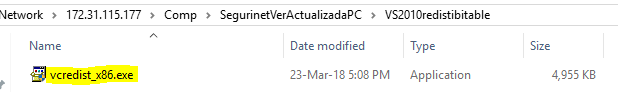 Network > 172.31.115.177 > Comp > SegurinetVerActualizadaPC > VS2010redistibitable
Name Date modified Type Size
vcredist_x86.exe 23-Mar-18 5:08 PM Application 4,955 KB